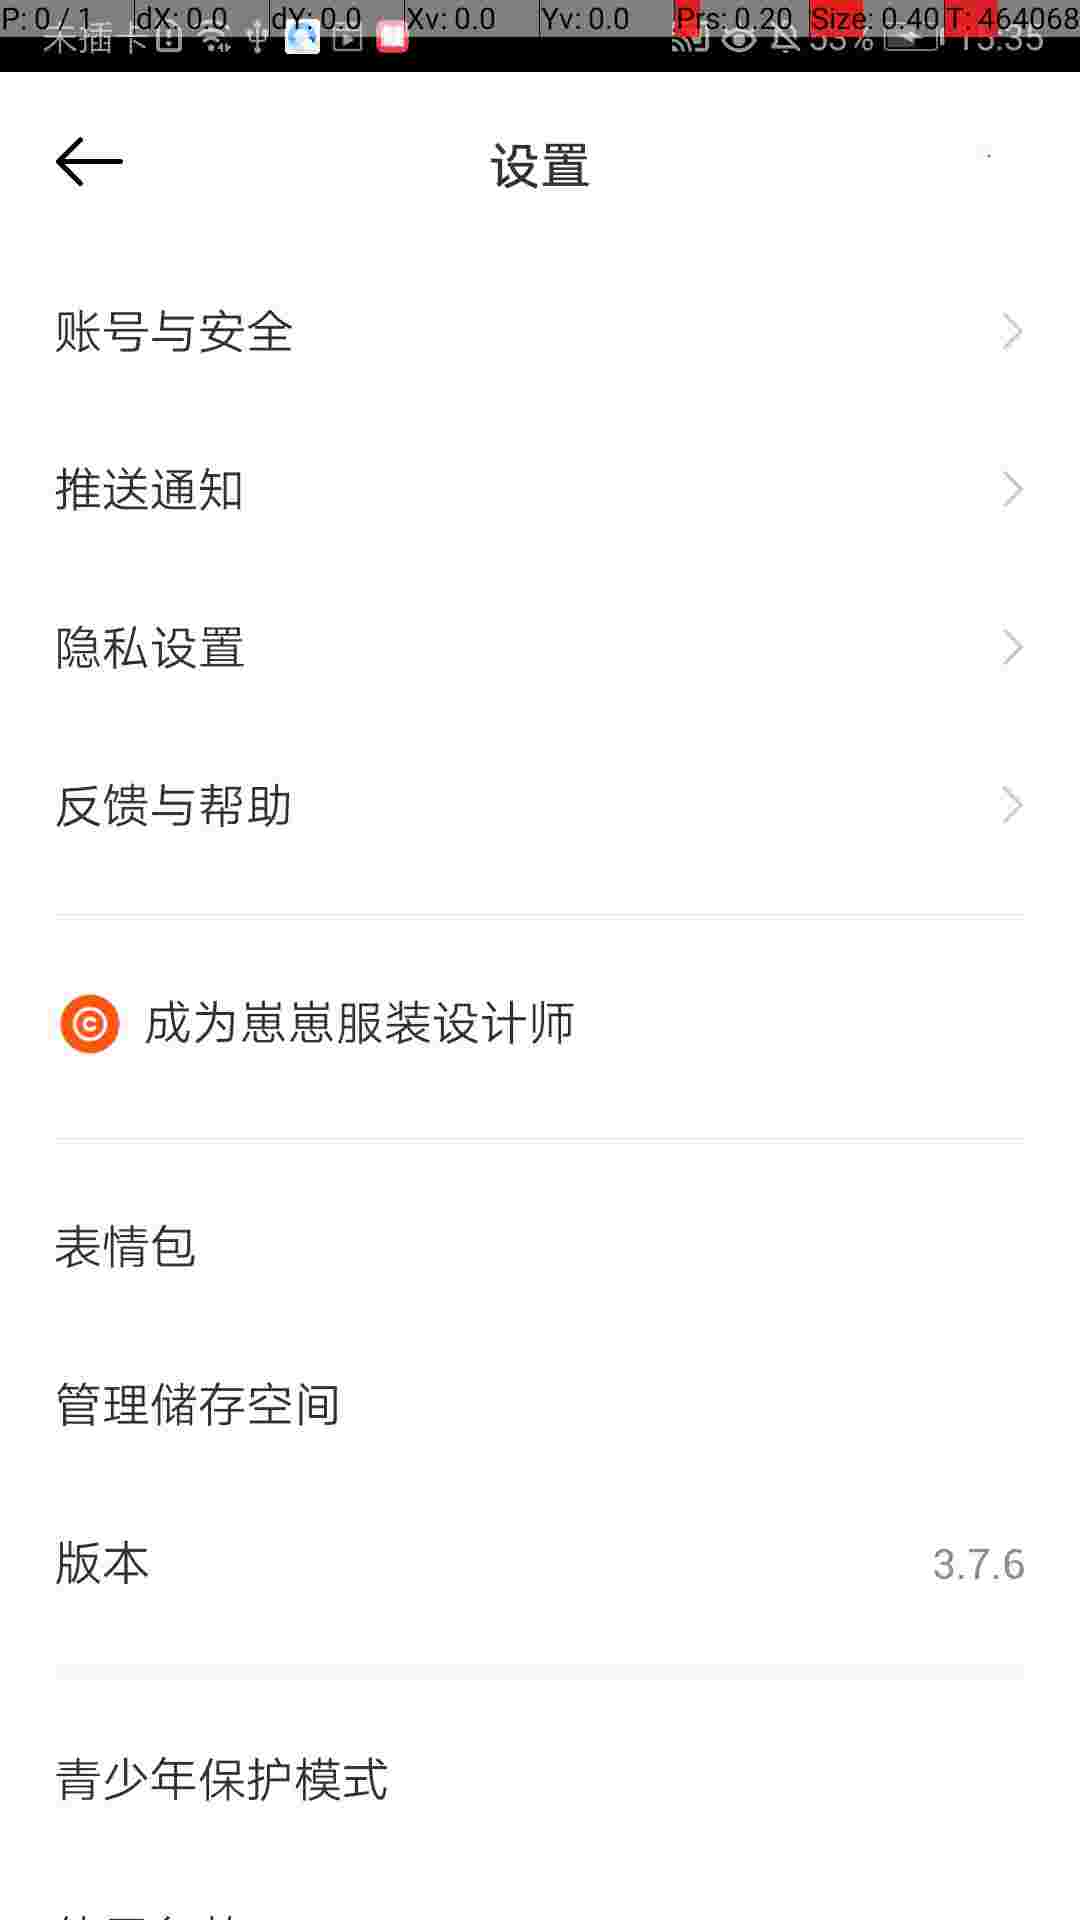 P: 0 / 1 dX: 0.0 dY: 0.0 Xv: 0.0 Yv: 0.0 Prs: 0.20 Size: 0.40 T: 464068
未插卡 53% 15:35
设置
账号与安全
推送通知
隐私设置
反馈与帮助
成为崽崽服装设计师
表情包
管理储存空间
版本 3.7.6
青少年保护模式